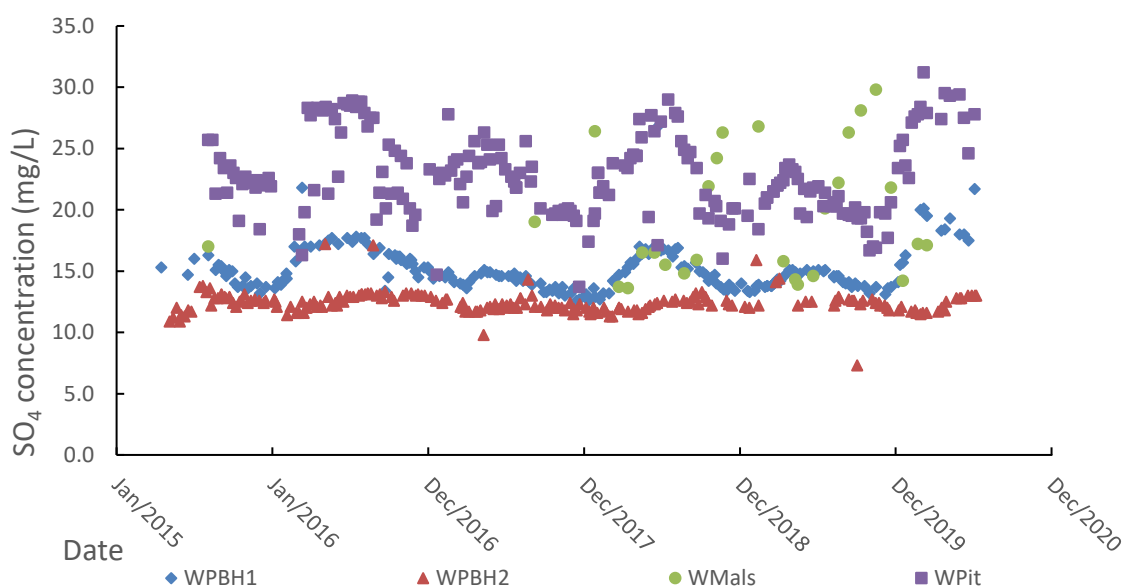 35.0
30.0
25.0
20.0
15.0
10.0
5.0
0.0
SO₄ concentration (mg/L)
Jan/2015
Jan/2016
Dec/2016
Dec/2017
Dec/2018
Dec/2019
Dec/2020
Date
WPBH1 WPBH2 WMals WPit